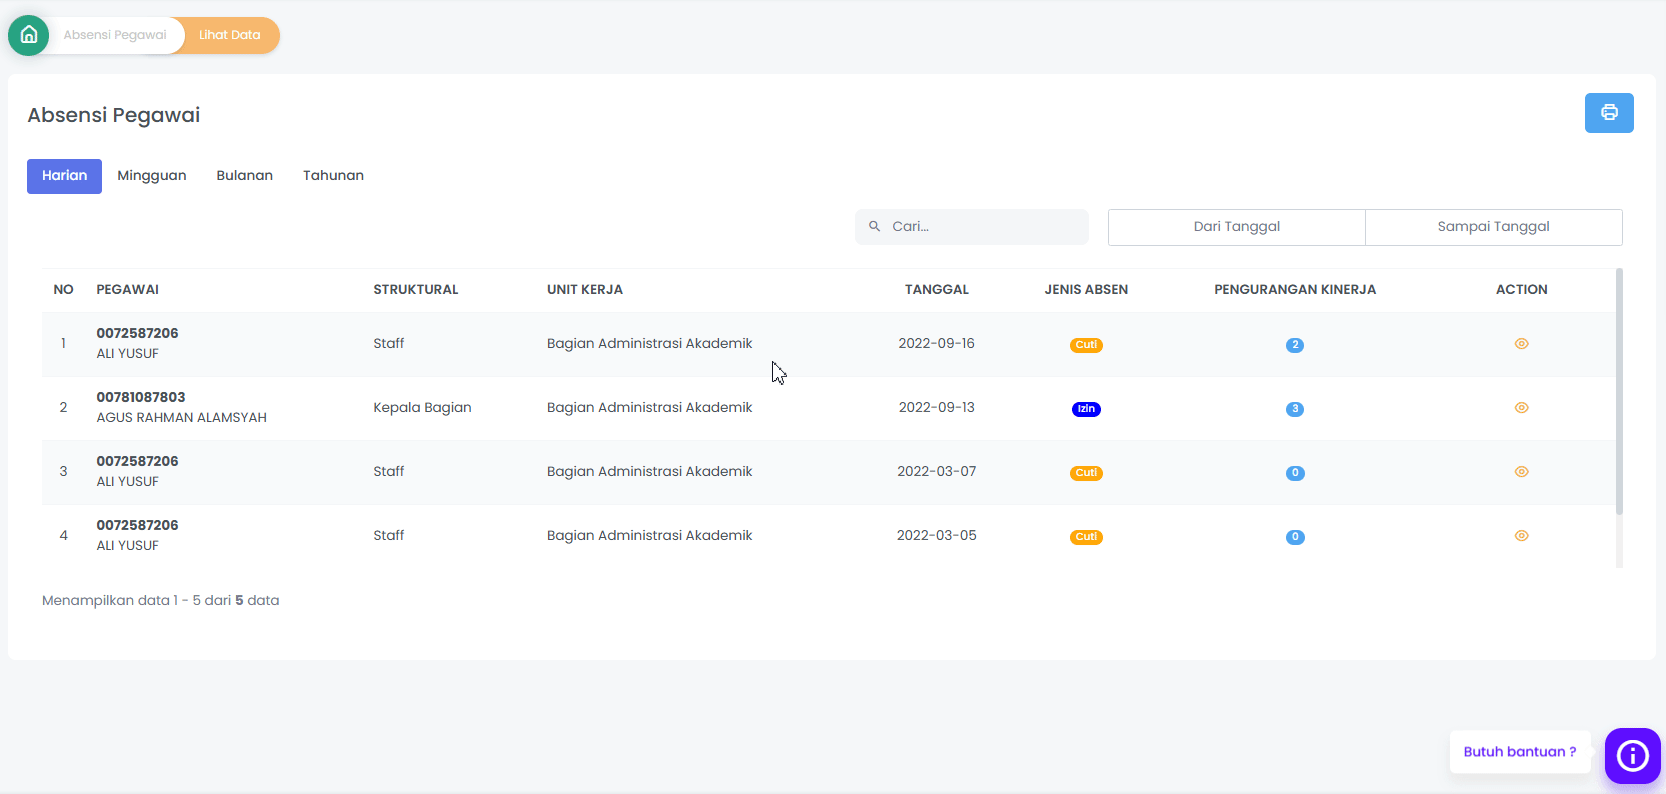 Absensi Pegawai Lihat Data
Absensi Pegawai
Harian Mingguan Bulanan Tahunan
Cari... Dari Tanggal Sampai Tanggal
NO PEGAWAI STRUKTURAL UNIT KERJA TANGGAL JENIS ABSEN PENGURANGAN KINERJA ACTION
0072587206
1 ALI YUSUF Staff Bagian Administrasi Akademik 2022-09-16 Cuti 2
00781087803
2 AGUS RAHMAN ALAMSYAH Kepala Bagian Bagian Administrasi Akademik 2022-09-13 Izin 3
0072587206
3 ALI YUSUF Staff Bagian Administrasi Akademik 2022-03-07 Cuti 0
0072587206
4 ALI YUSUF Staff Bagian Administrasi Akademik 2022-03-05 Cuti 0
Menampilkan data 1 - 5 dari 5 data
Butuh bantuan ?